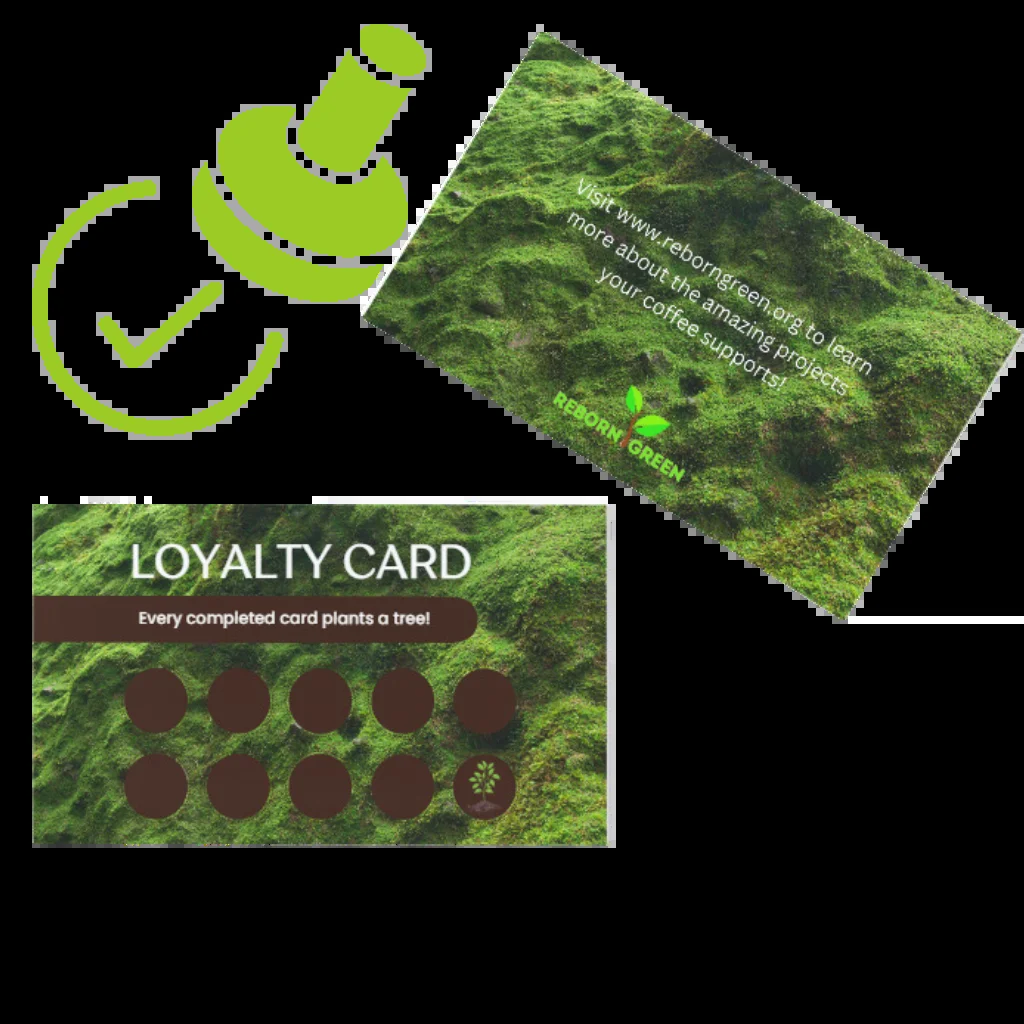 Visit www.reborngreen.org to learn
more about the amazing projects
your coffee supports!
REBORN GREEN
LOYALTY CARD
Every completed card plants a tree!